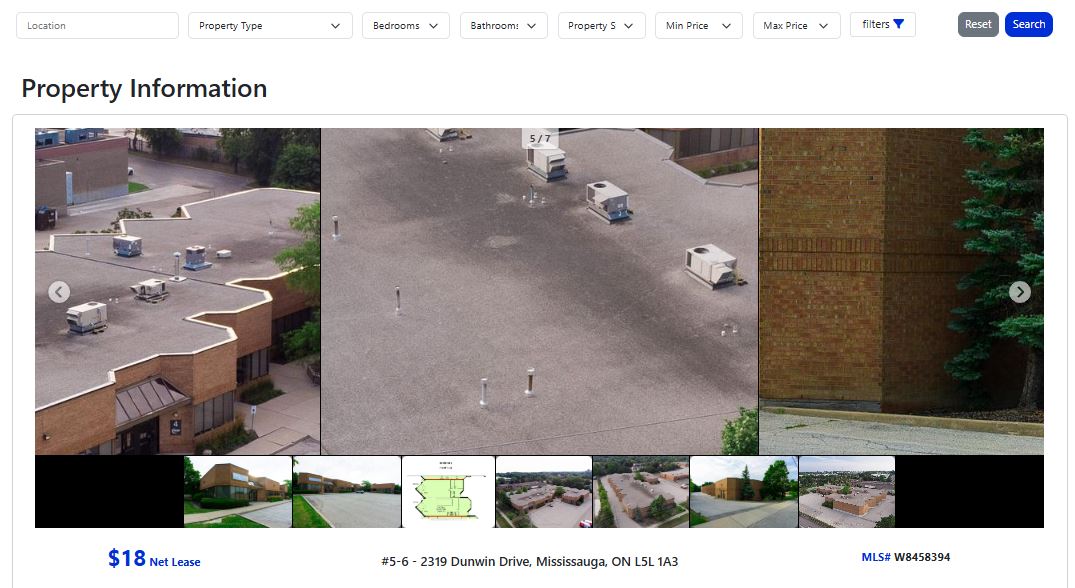 Location
Property Type
Bedrooms
Bathrooms
Property S
Min Price
Max Price
filters
Reset
Search
Property Information
5 / 7
4
$18 Net Lease
#5-6 - 2319 Dunwin Drive, Mississauga, ON L5L 1A3
MLS# W8458394